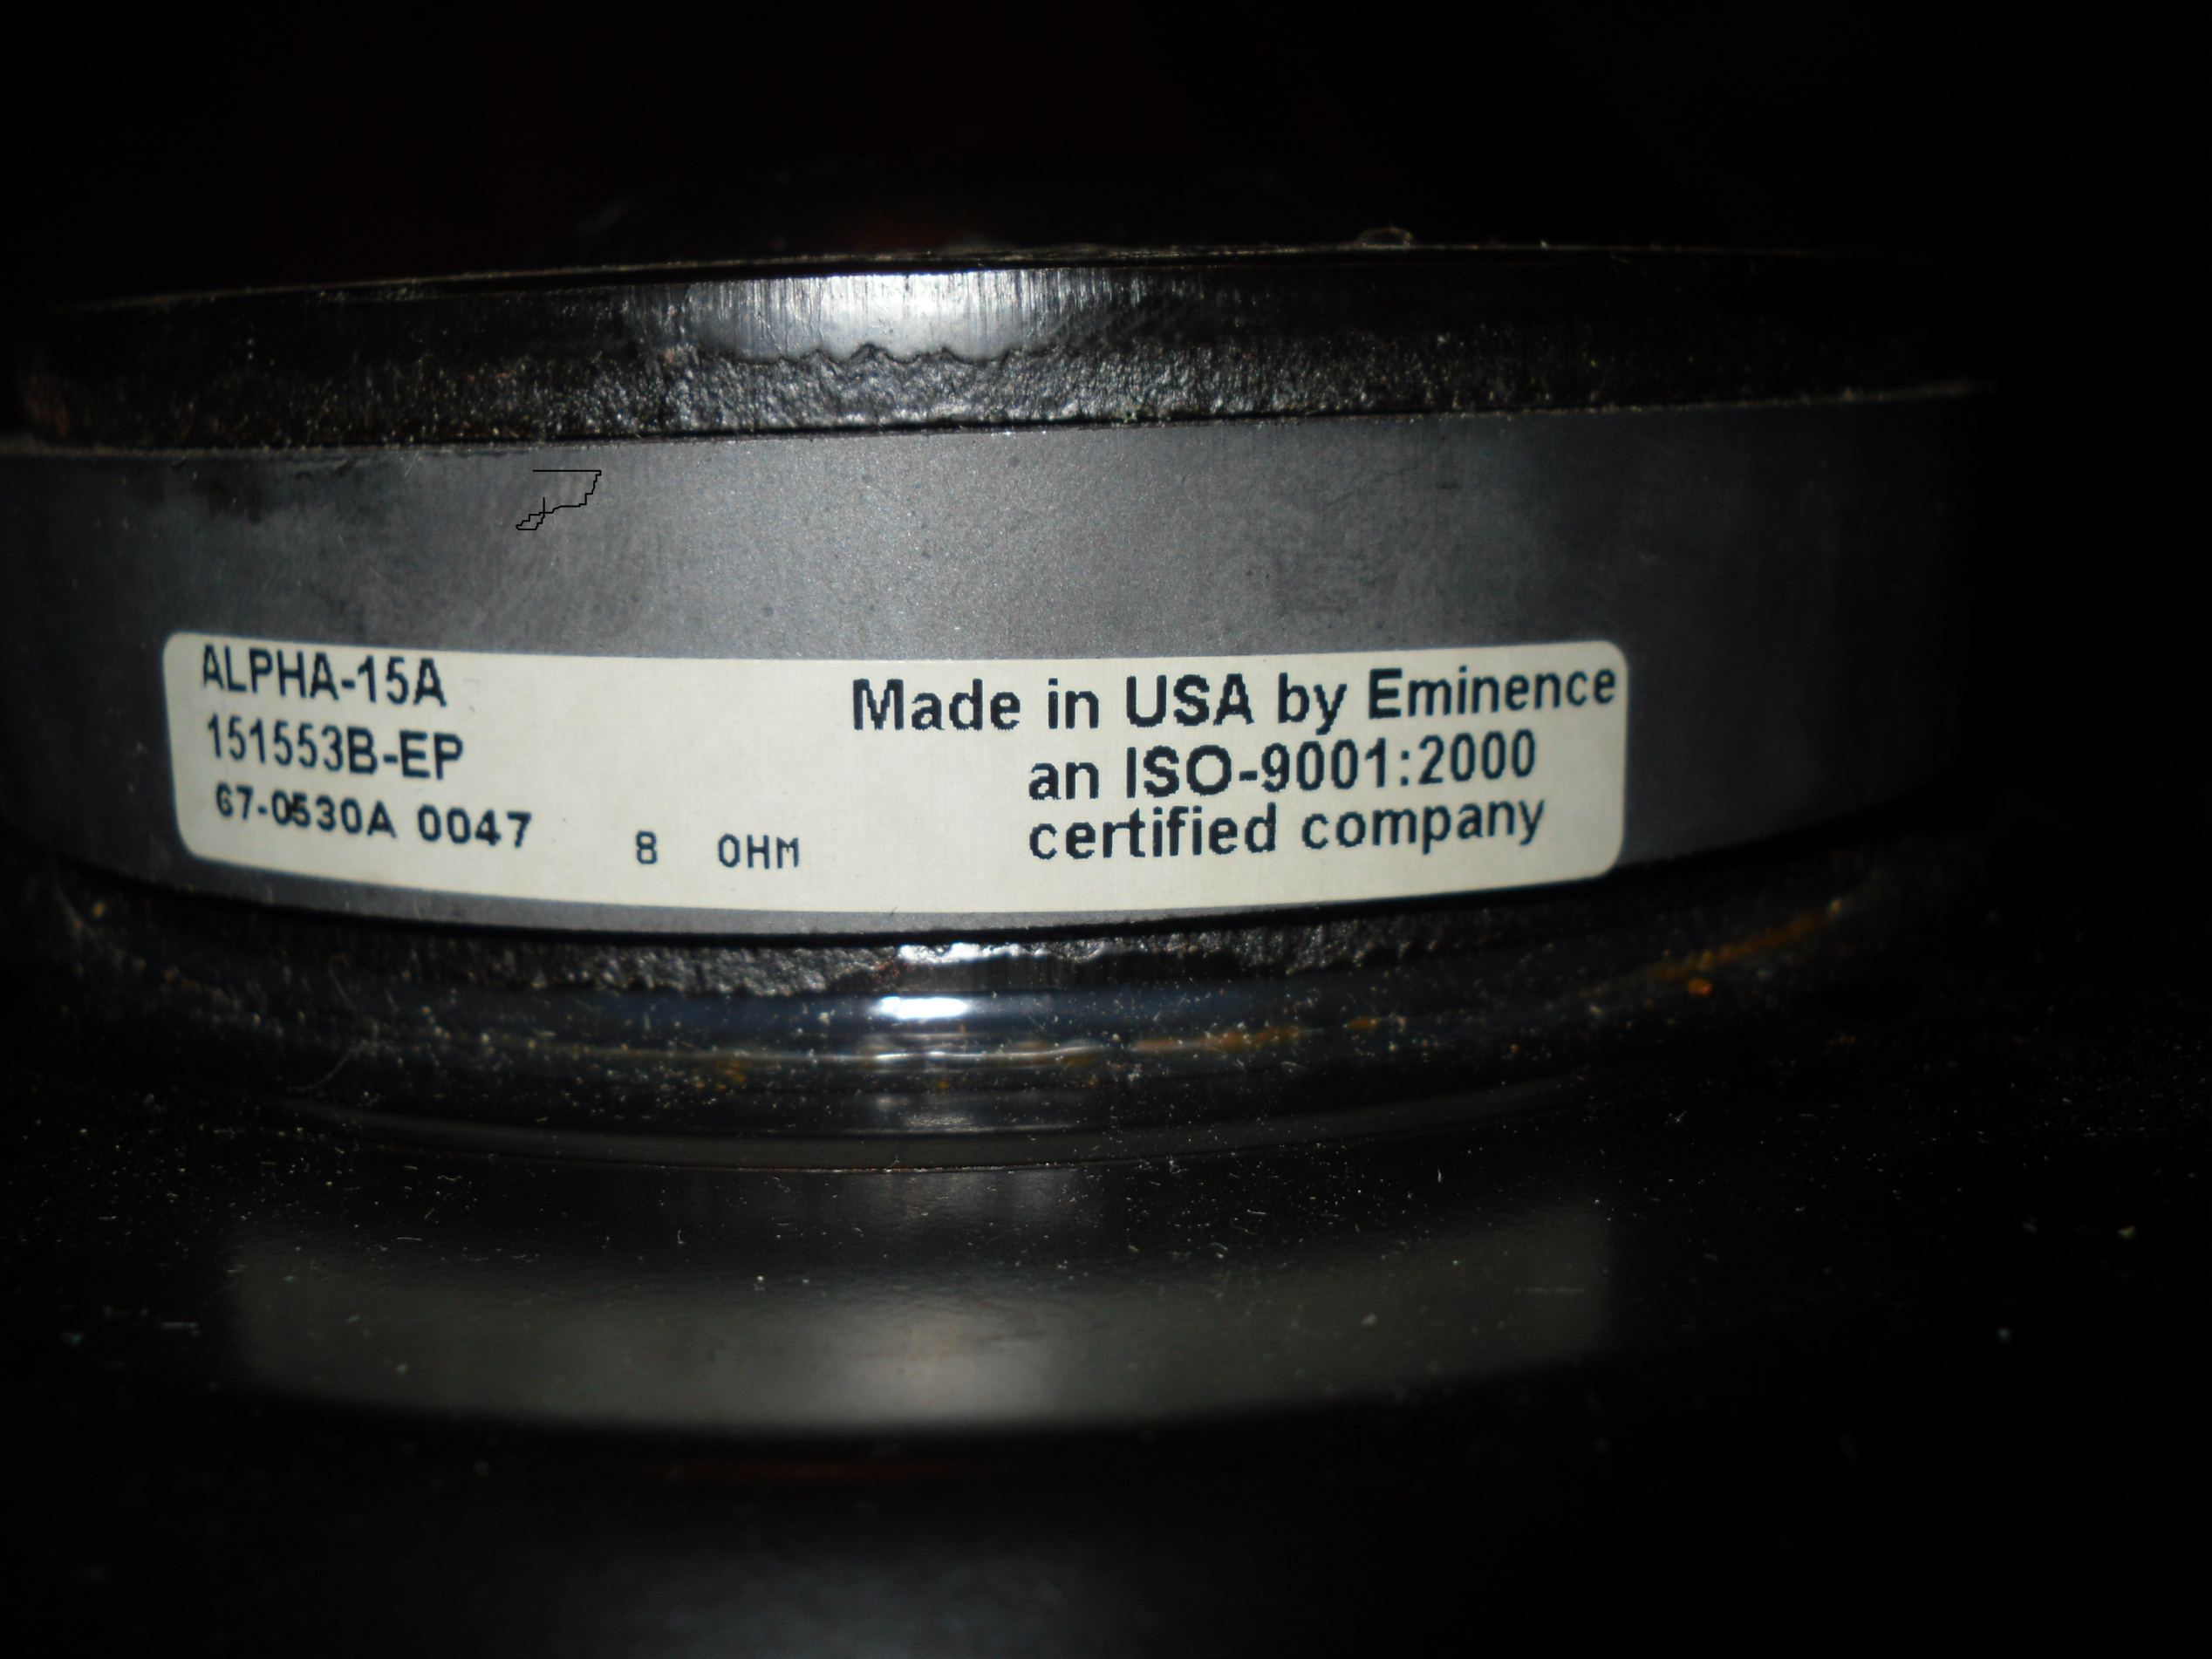 ALPHA-15A
151553B-EP
67-0530A 0047
8 OHM
Made in USA by Eminence
an ISO-9001:2000
certified company